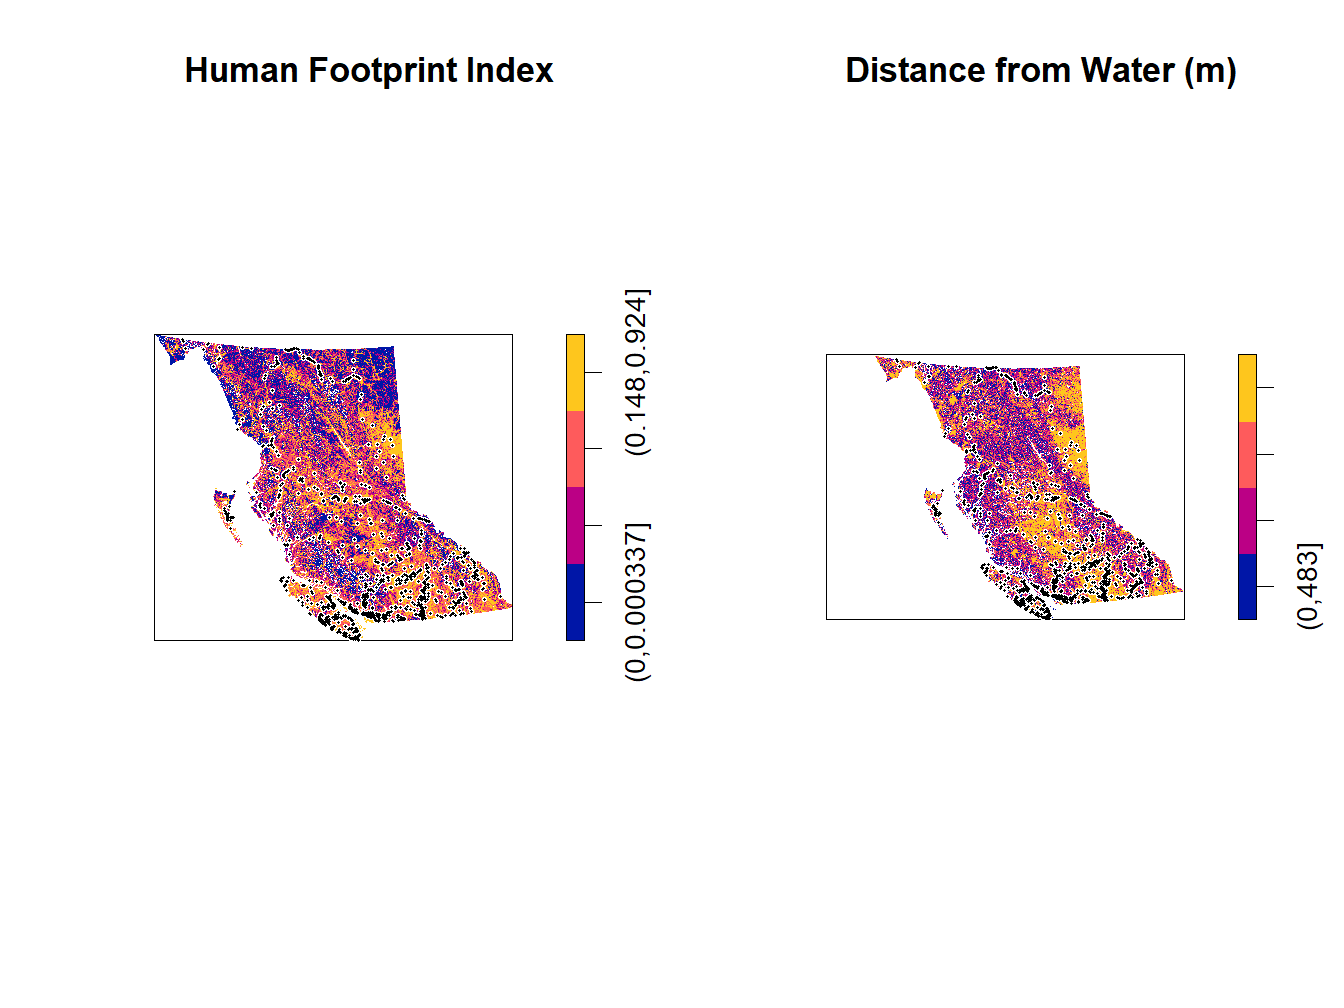 Human Footprint Index
Distance from Water (m)
(0.148,0.924]
(0,0.000337]
(0,483]